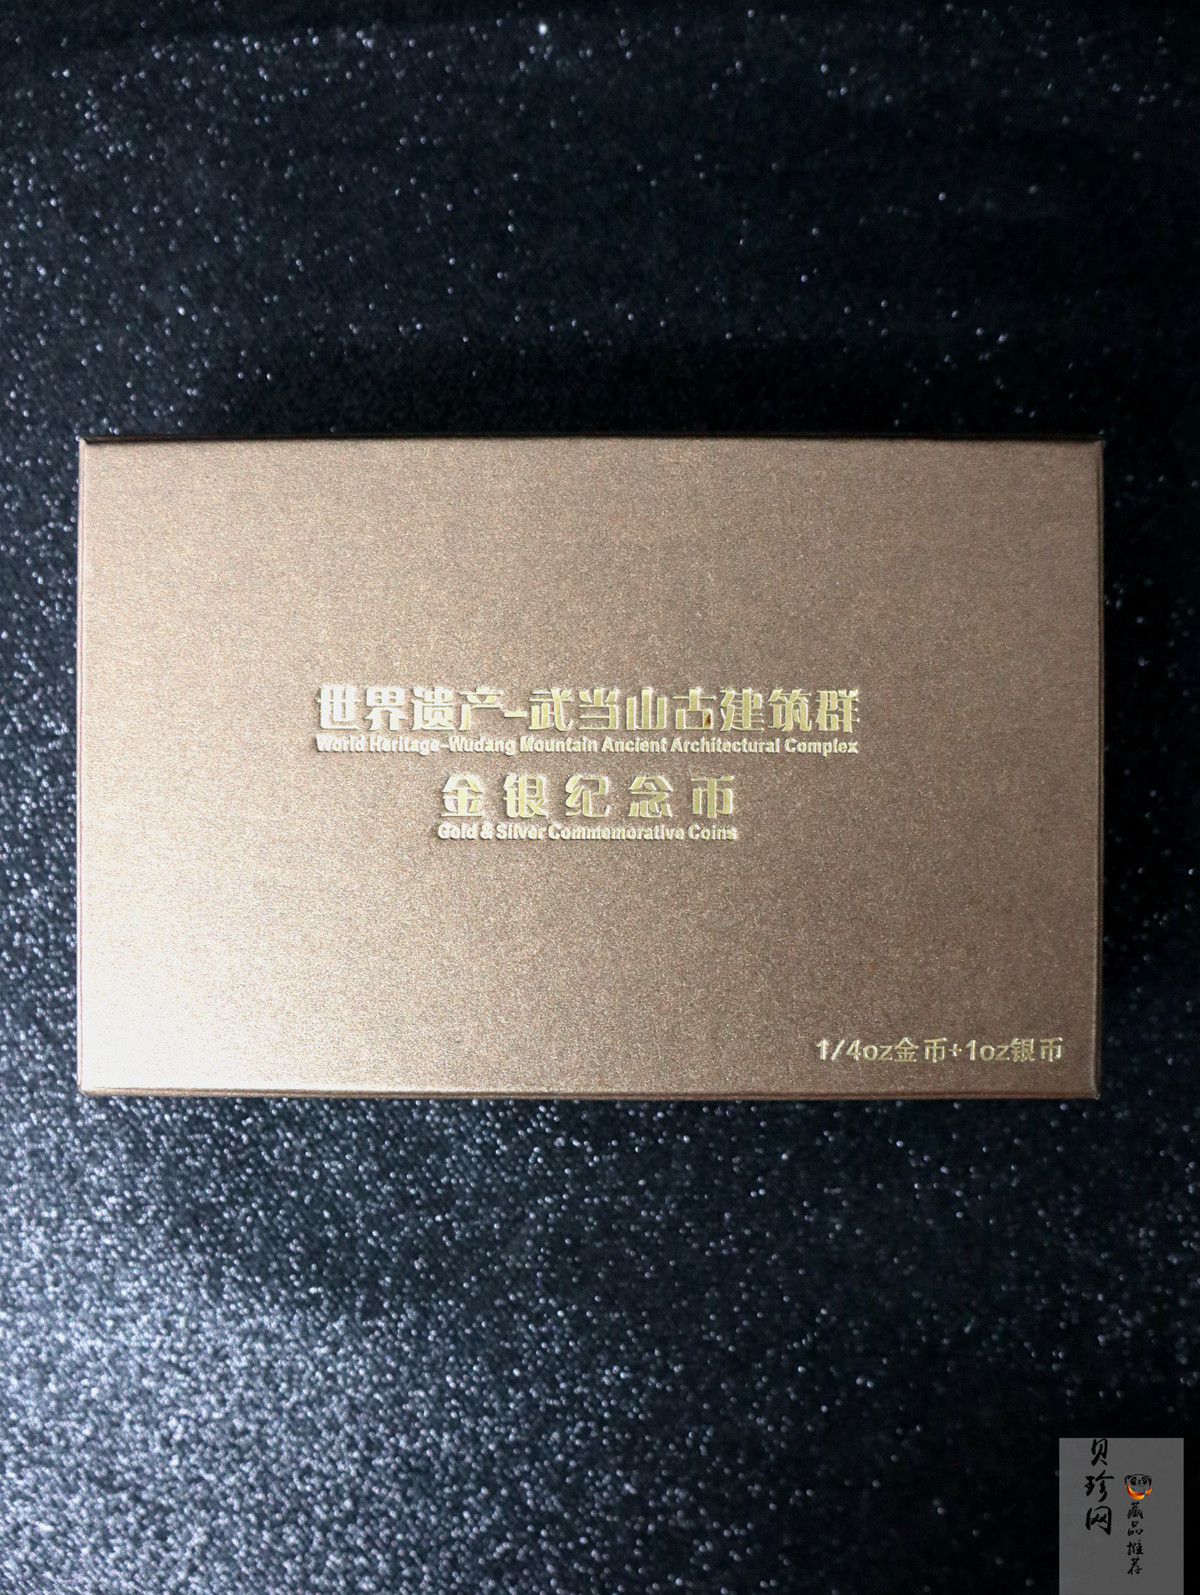 世界遗产-武当山古建筑群
World Heritage-Wudang Mountain Ancient Architectural Complex
金银纪念币
Gold & Silver Commemorative Coins
1/4oz金币+1oz银币
贝珍网
藏品推荐